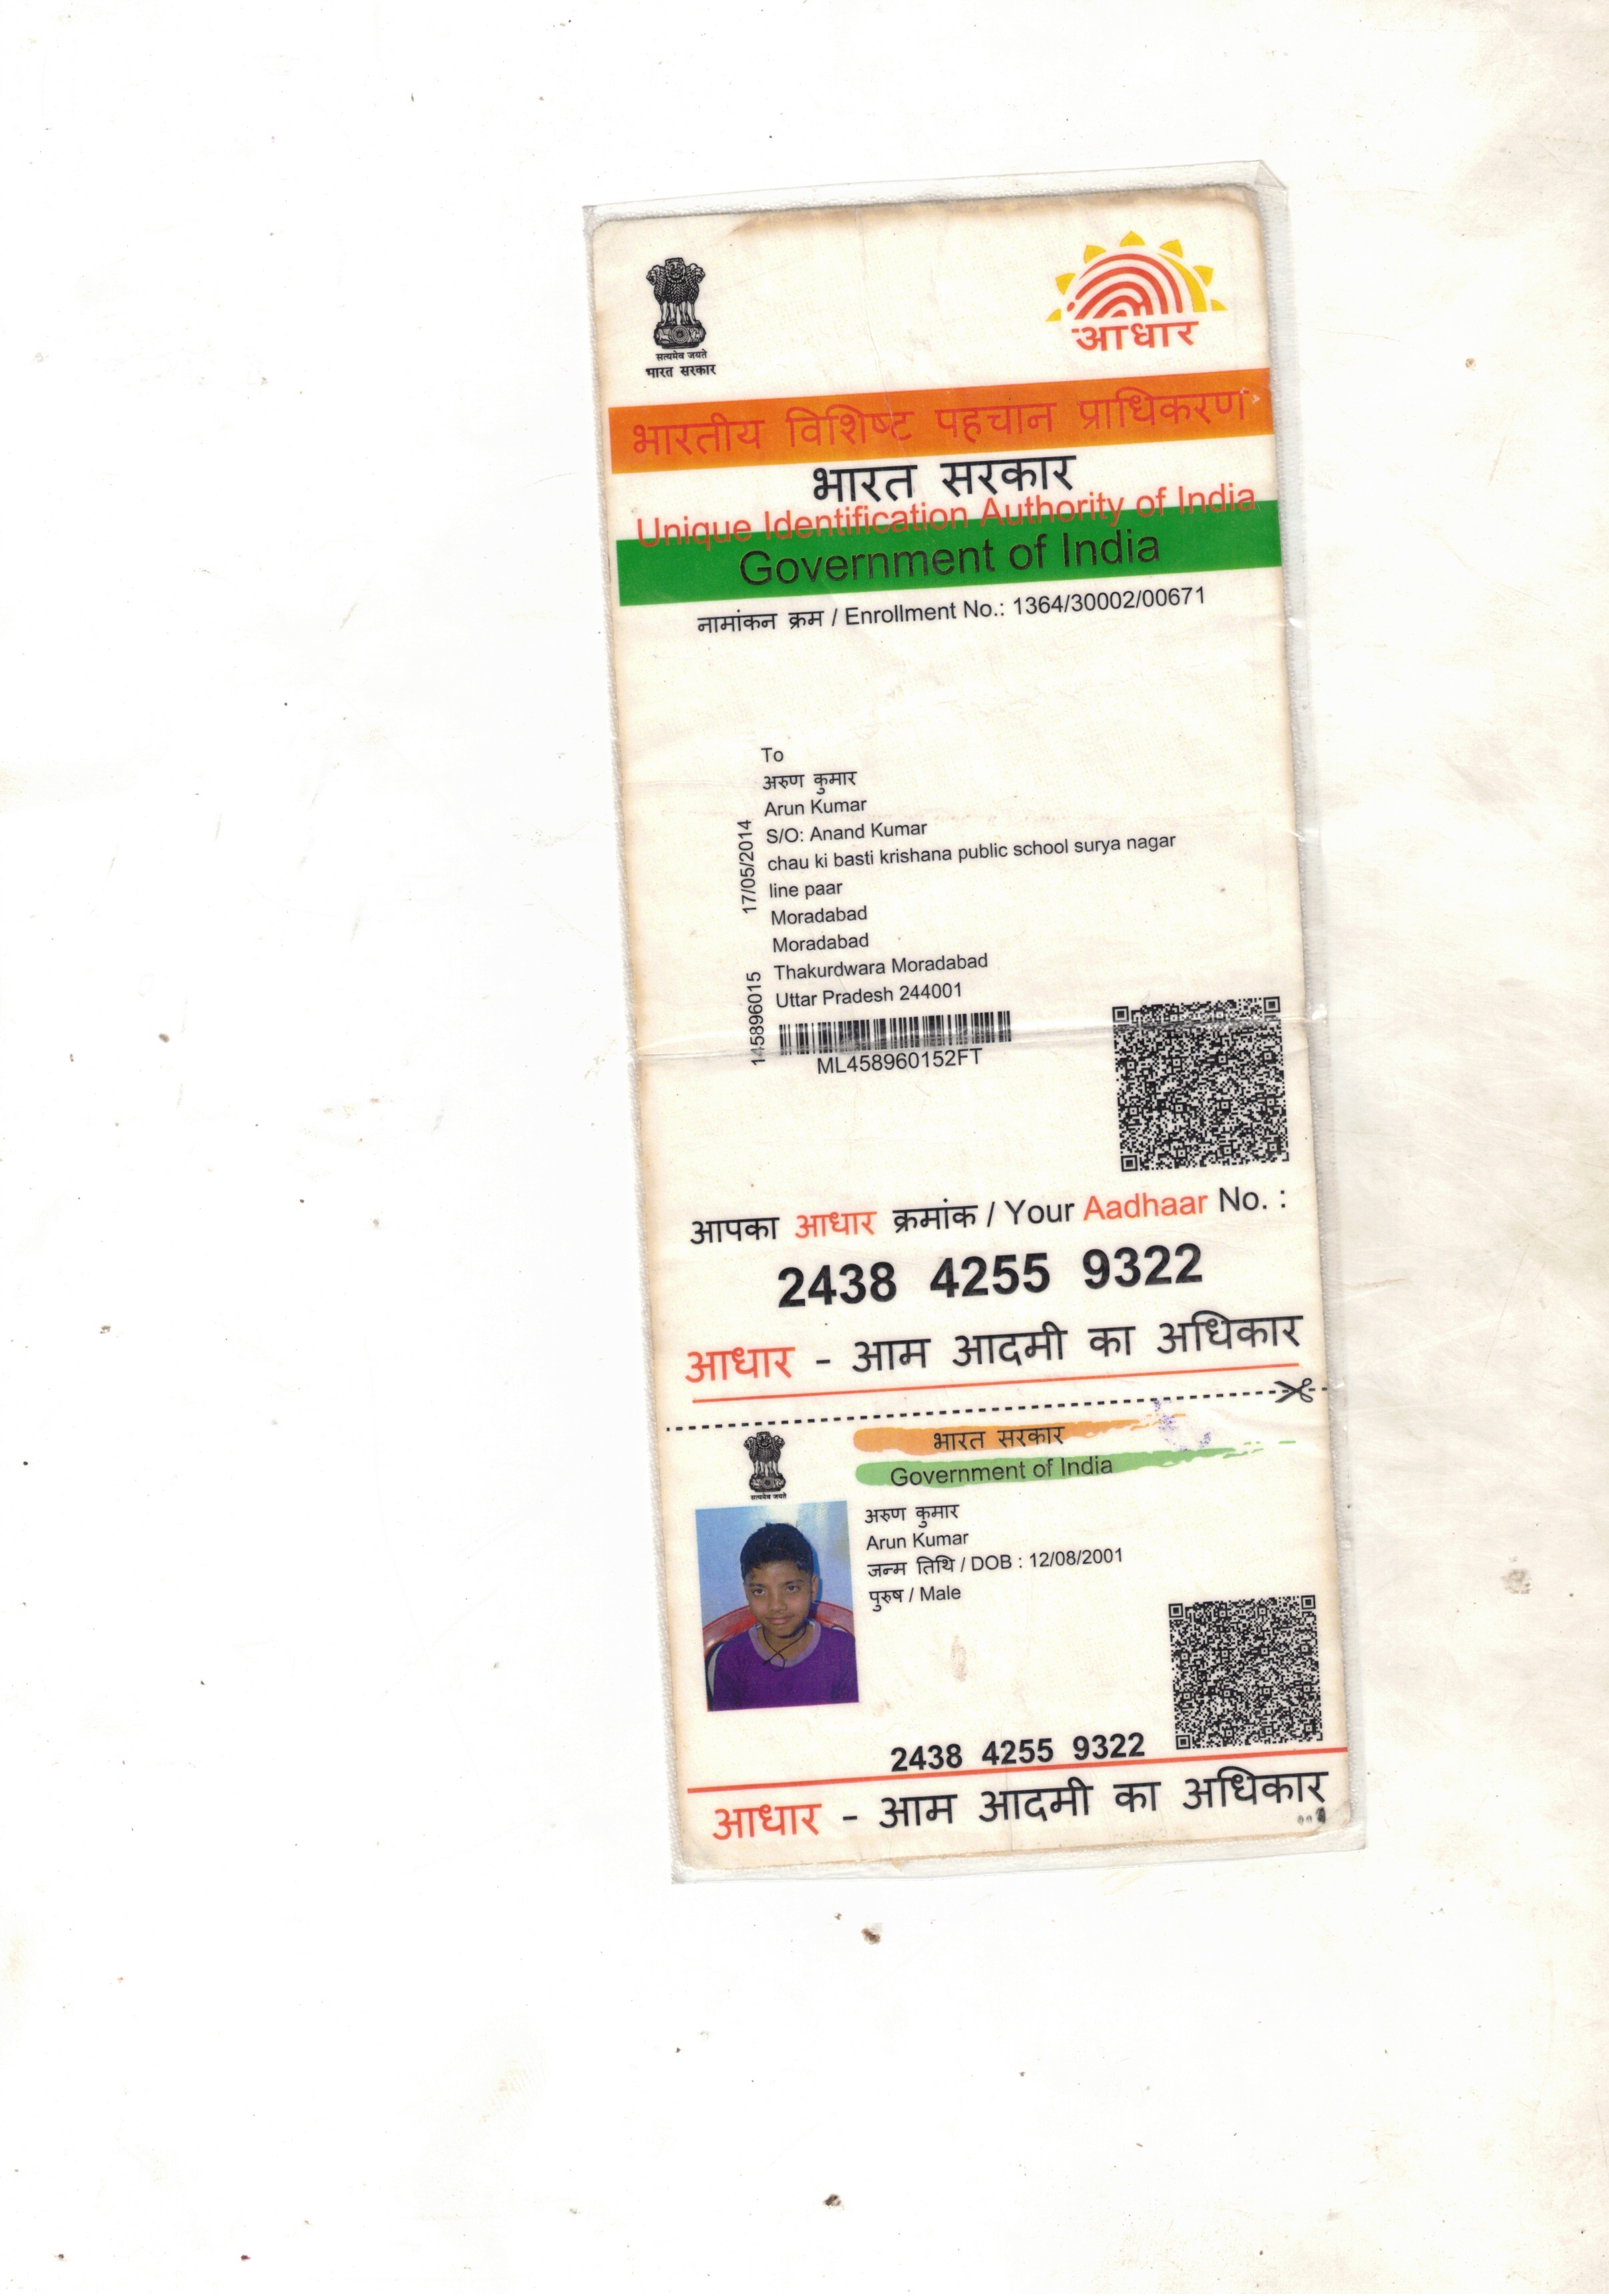 सत्यमेव जयते
भारत सरकार
आधार
भारतीय विशिष्ट पहचान प्राधिकरण
भारत सरकार
Unique Identification Authority of India
Government of India
नामांकन क्रम / Enrollment No.: 1364/30002/00671
To
अरुण कुमार
Arun Kumar
S/O: Anand Kumar
chau ki basti krishana public school surya nagar
line paar
Moradabad
Moradabad
Thakurdwara Moradabad
Uttar Pradesh 244001
17/05/2014
145896015
ML458960152FT
आपका आधार क्रमांक / Your Aadhaar No. :
2438 4255 9322
आधार - आम आदमी का अधिकार
भारत सरकार
Government of India
सत्यमेव जयते
अरुण कुमार
Arun Kumar
जन्म तिथि / DOB : 12/08/2001
पुरुष / Male
2438 4255 9322
आधार - आम आदमी का अधिकार